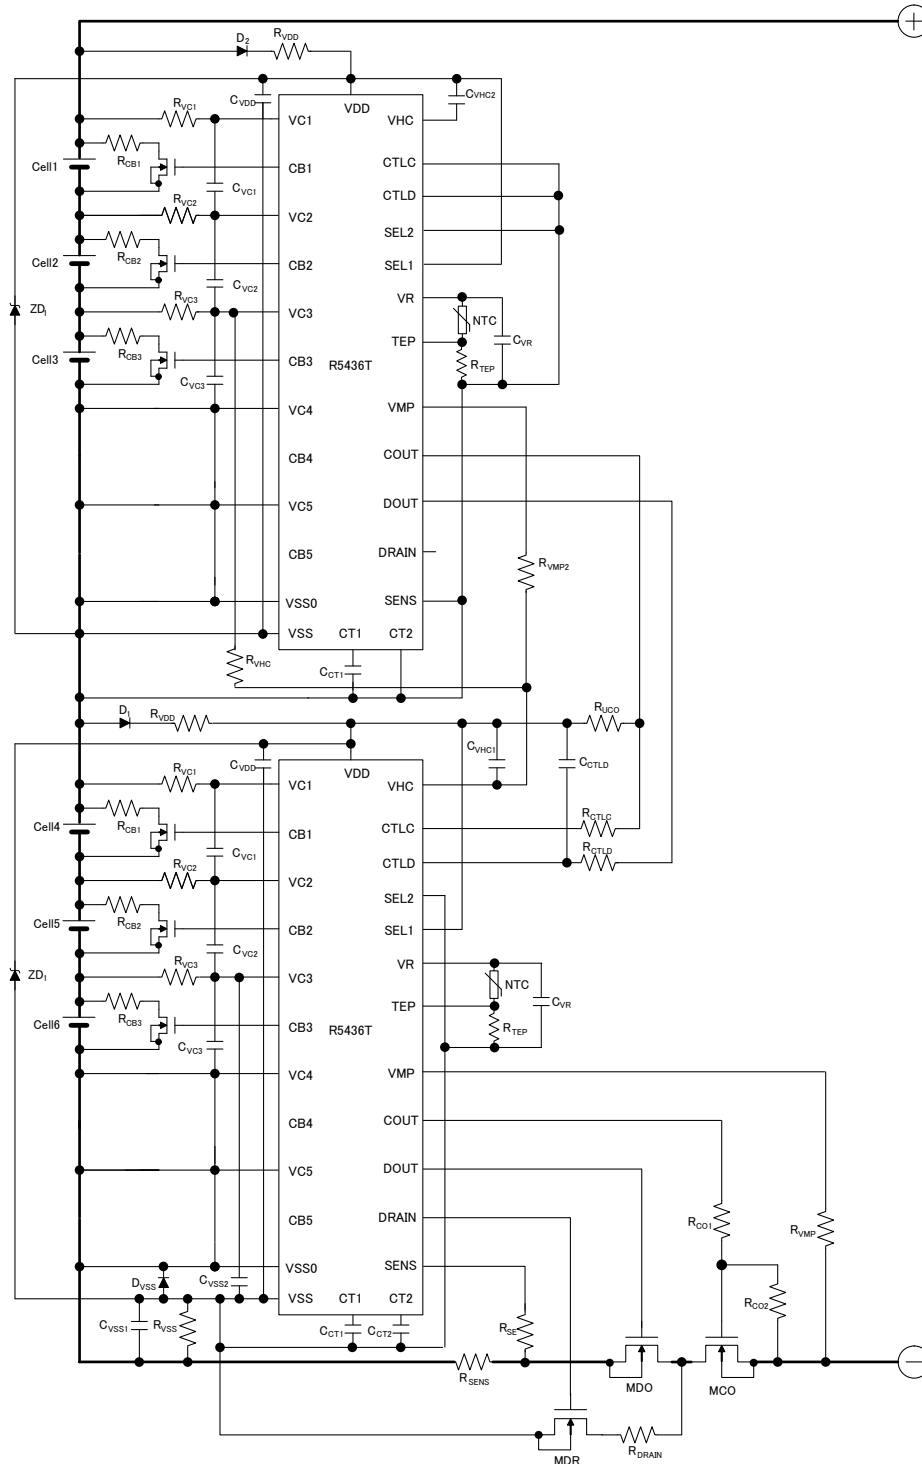 D2
RVDD
CVDD
VDD
CVHC2
RVC1
VC1
VHC
Cell1
RCB1
CB1
CTLC
CVC1
CTLD
RVC2
VC2
SEL2
RCB2
CB2
SEL1
Cell2
CVC2
RVC3
VR
NTC
ZD1
VC3
CVR
TEP
RCB3
CB3
R5436T
RTEP
Cell3
CVC3
VC4
VMP
CB4
COUT
VC5
DOUT
CB5
DRAIN
RVMP2
VSS0
SENS
VSS
CT1
CT2
RVHC
CCT1
D1
RVDD
RUCO
CVDD
VDD
CVHC1
CCTLD
RVC1
VC1
VHC
Cell4
RCB1
CB1
CTLC
RCTLC
CVC1
CTLD
RCTLD
RVC2
VC2
SEL2
Cell5
RCB2
CB2
SEL1
CVC2
RVC3
VC3
VR
NTC
ZD1
CVR
TEP
Cell6
RCB3
CB3
R5436T
RTEP
CVC3
VC4
VMP
CB4
COUT
VC5
DOUT
CB5
DRAIN
RCO1
RVMP
VSS0
SENS
DVSS
CVSS2
VSS
CT1
CT2
RCO2
CVSS1
RVSS
CCT1
CCT2
RSE
RSENS
MDO
MCO
RDRAIN
MDR